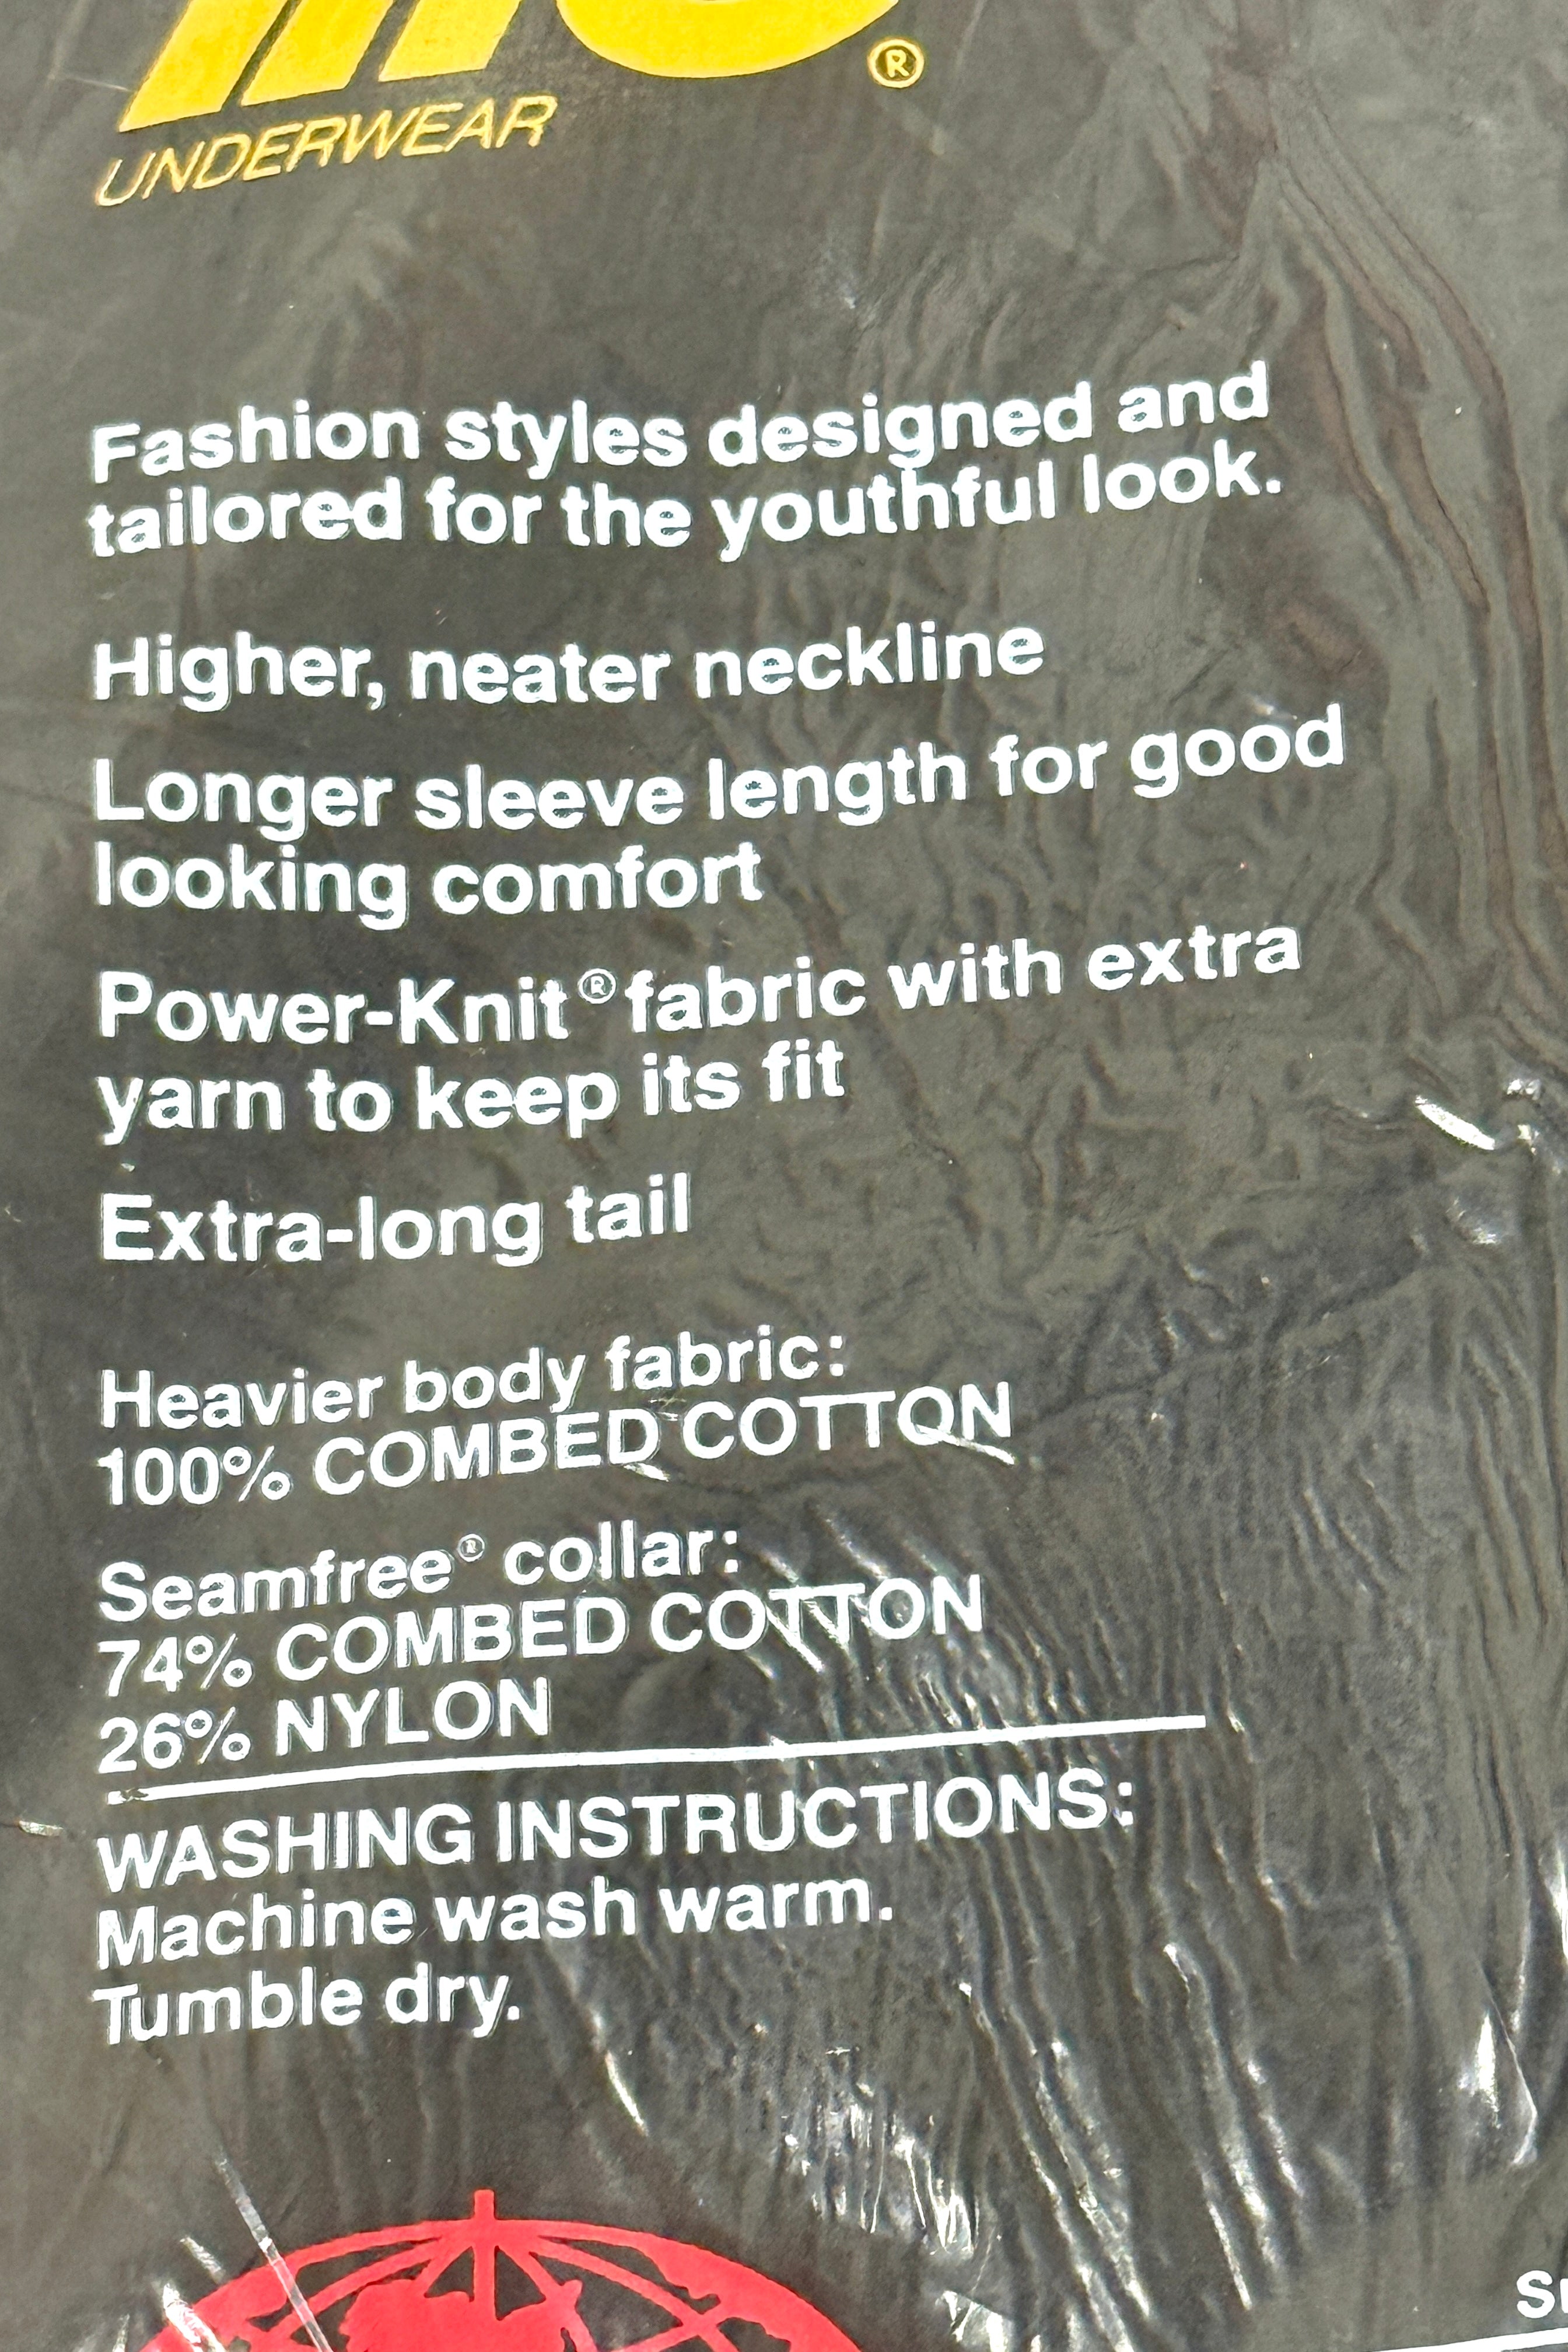 ®
UNDERWEAR
Fashion styles designed and
tailored for the youthful look.
Higher, neater neckline
Longer sleeve length for good
looking comfort
Power-Knit® fabric with extra
yarn to keep its fit
Extra-long tail
Heavier body fabric:
100% COMBED COTTON
Seamfree® collar:
74% COMBED COTTON
26% NYLON
WASHING INSTRUCTIONS:
Machine wash warm.
Tumble dry.